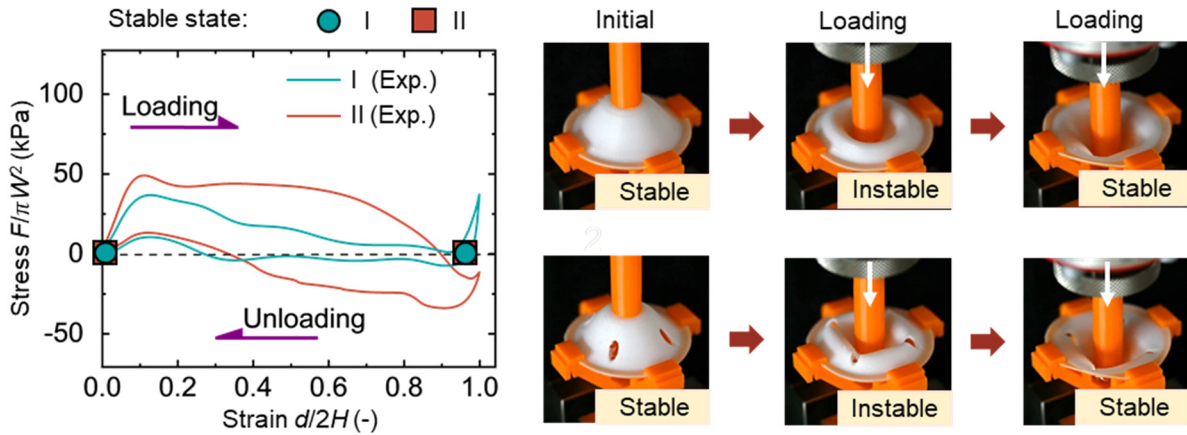 Stable state: I II
Initial Loading Loading
100
50
0
-50
Stress F/πW² (kPa)
I (Exp.)
II (Exp.)
Loading
Unloading
0.0 0.2 0.4 0.6 0.8 1.0
Strain d/2H (-)
Stable Instable Stable
Stable Instable Stable